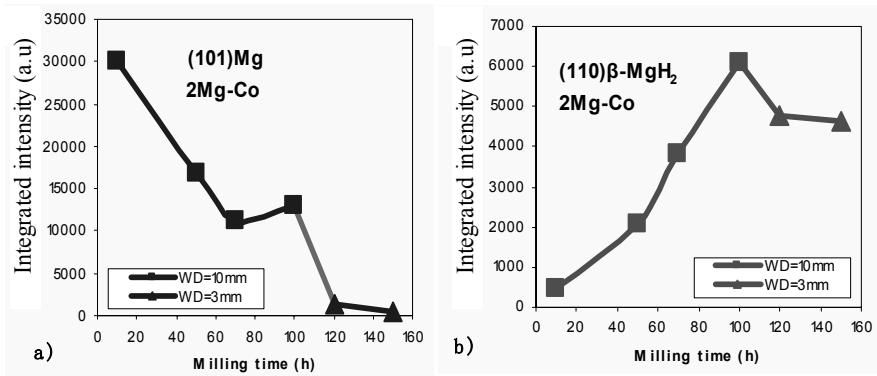 Integrated intensity (a.u)
35000
30000
25000
20000
15000
10000
5000
0
(101)Mg
2Mg-Co
WD=10mm
WD=3mm
0 20 40 60 80 100 120 140 160
Milling time (h)
a)
Integrated intensity (a.u)
7000
6000
5000
4000
3000
2000
1000
0
(110)β-MgH₂
2Mg-Co
WD=10mm
WD=3mm
0 20 40 60 80 100 120 140 160
Milling time (h)
b)